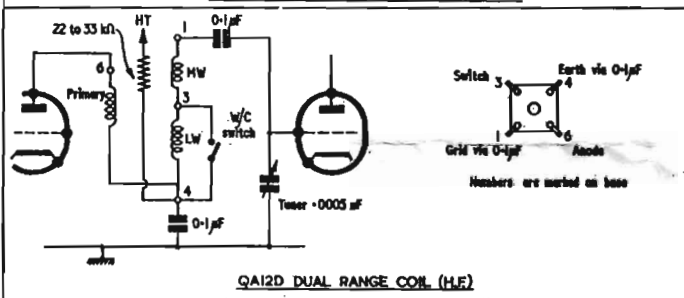 22 to 33 kΩ
HT
1
0·1µF
6
Primary
MW
3
LW
W/C
switch
4
0·1µF
Tuner ·0005 µF
Switch 3
4 Earth via 0·1µF
1
6
Grid via 0·1µF
Anode
Numbers are marked on base
QA12D DUAL RANGE COIL (H.F.)